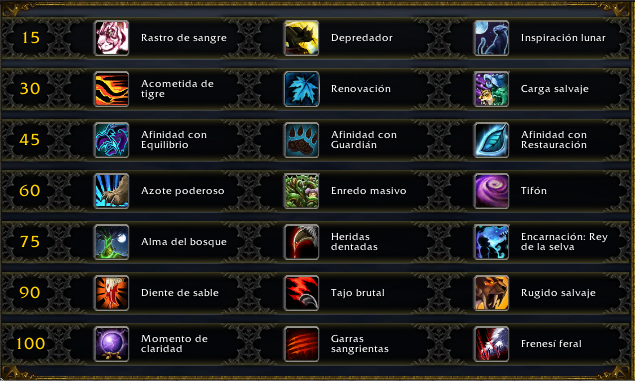 15 Rastro de sangre Depredador Inspiración lunar
30 Acometida de tigre Renovación Carga salvaje
45 Afinidad con Equilibrio Afinidad con Guardián Afinidad con Restauración
60 Azote poderoso Enredo masivo Tifón
75 Alma del bosque Heridas dentadas Encarnación: Rey de la selva
90 Diente de sable Tajo brutal Rugido salvaje
100 Momento de claridad Garras sangrientas Frenesí feral